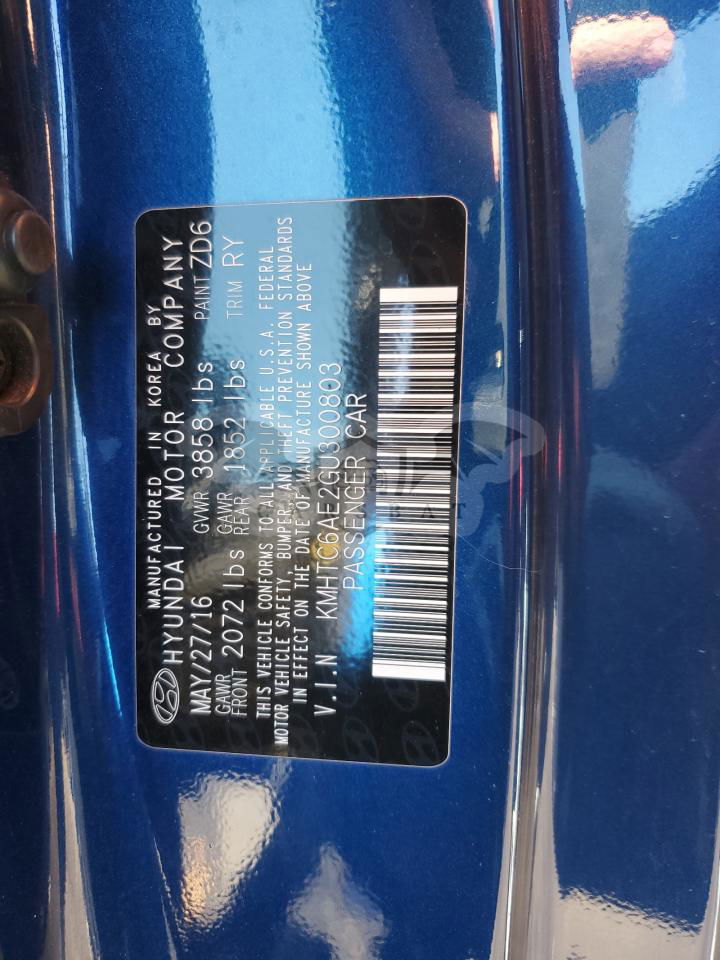 MANUFACTURED IN KOREA BY
HYUNDAI MOTOR COMPANY
MAY/27/16 GVWR 3858 lbs PAINT ZD6
GAWR FRONT 2072 lbs GAWR REAR 1852 lbs TRIM RY
THIS VEHICLE CONFORMS TO ALL APPLICABLE U.S.A. FEDERAL
MOTOR VEHICLE SAFETY, BUMPER, AND THEFT PREVENTION STANDARDS
IN EFFECT ON THE DATE OF MANUFACTURE SHOWN ABOVE
V.I.N KMHTC6AE2GU300803
PASSENGER CAR